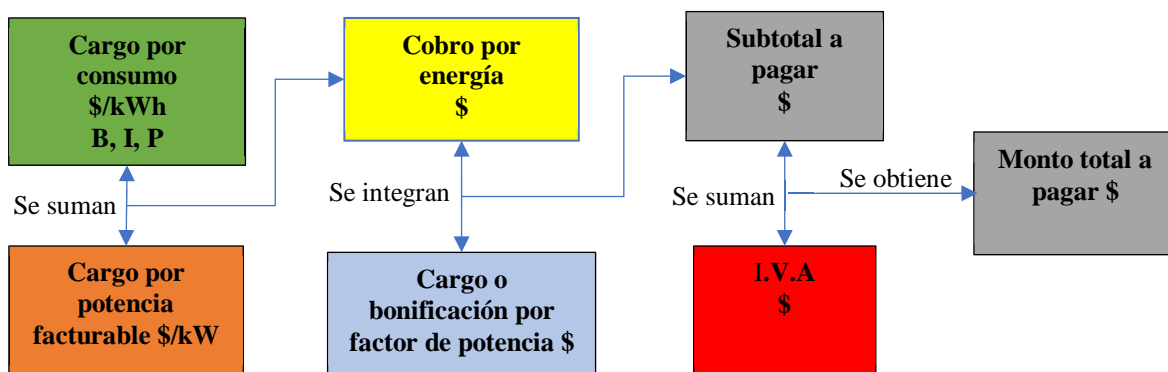 Cargo por
consumo
$/kWh
B, I, P
Se suman
Cargo por
potencia
facturable $/kW
Cobro por
energía
$
Se integran
Cargo o
bonificación por
factor de potencia $
Subtotal a
pagar
$
Se suman
I.V.A
$
Se obtiene
Monto total a
pagar $